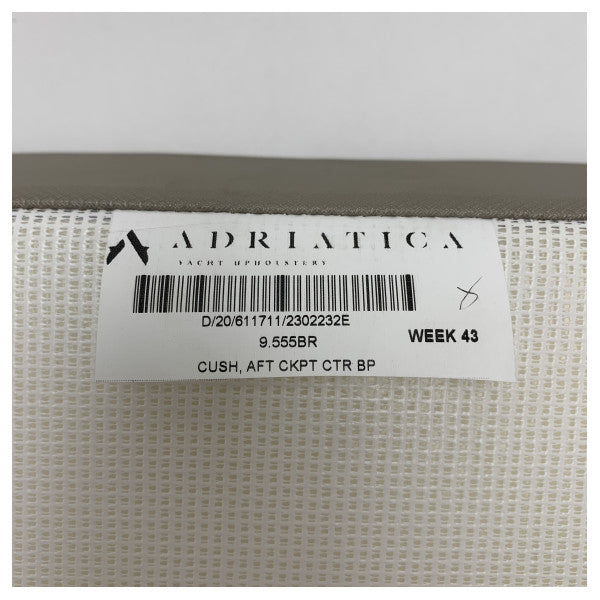 ADRIATICA
YACHT UPHOLSTERY
D/20/611711/2302232E
9.555BR
WEEK 43
CUSH, AFT CKPT CTR BP